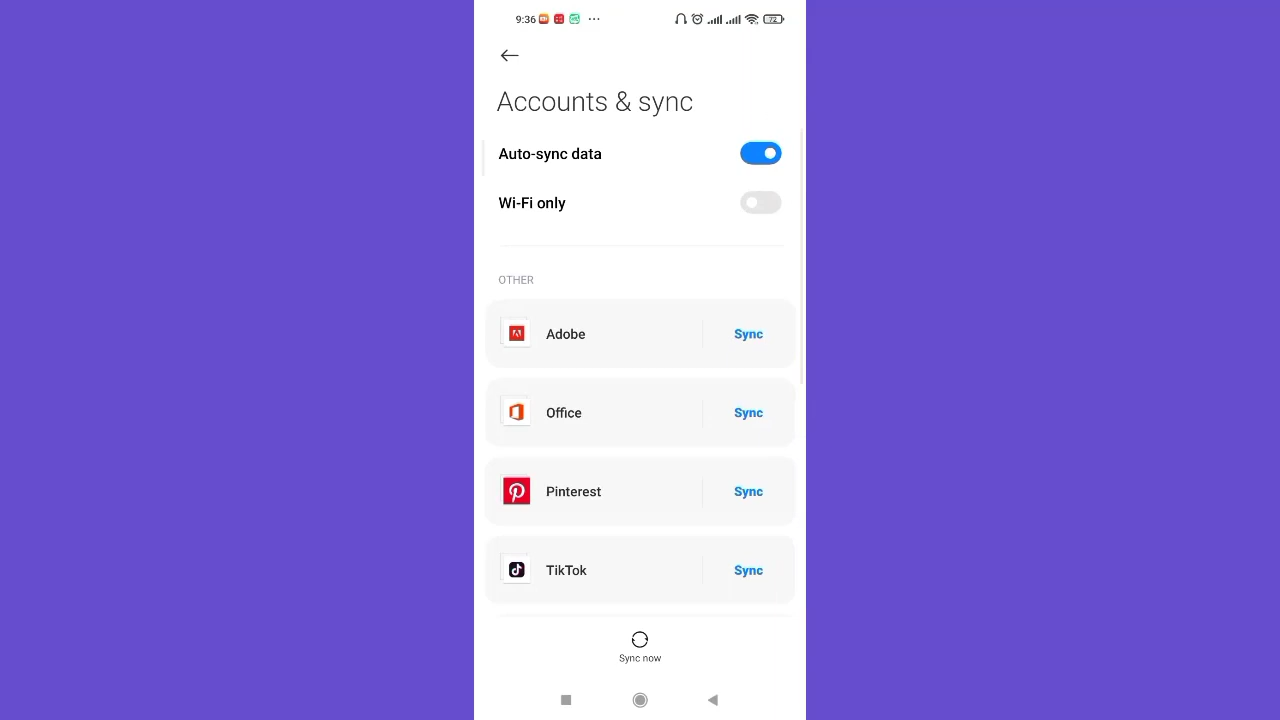 9:36
72
Accounts & sync
Auto-sync data
Wi-Fi only
OTHER
Adobe
Sync
Office
Sync
Pinterest
Sync
TikTok
Sync
Sync now